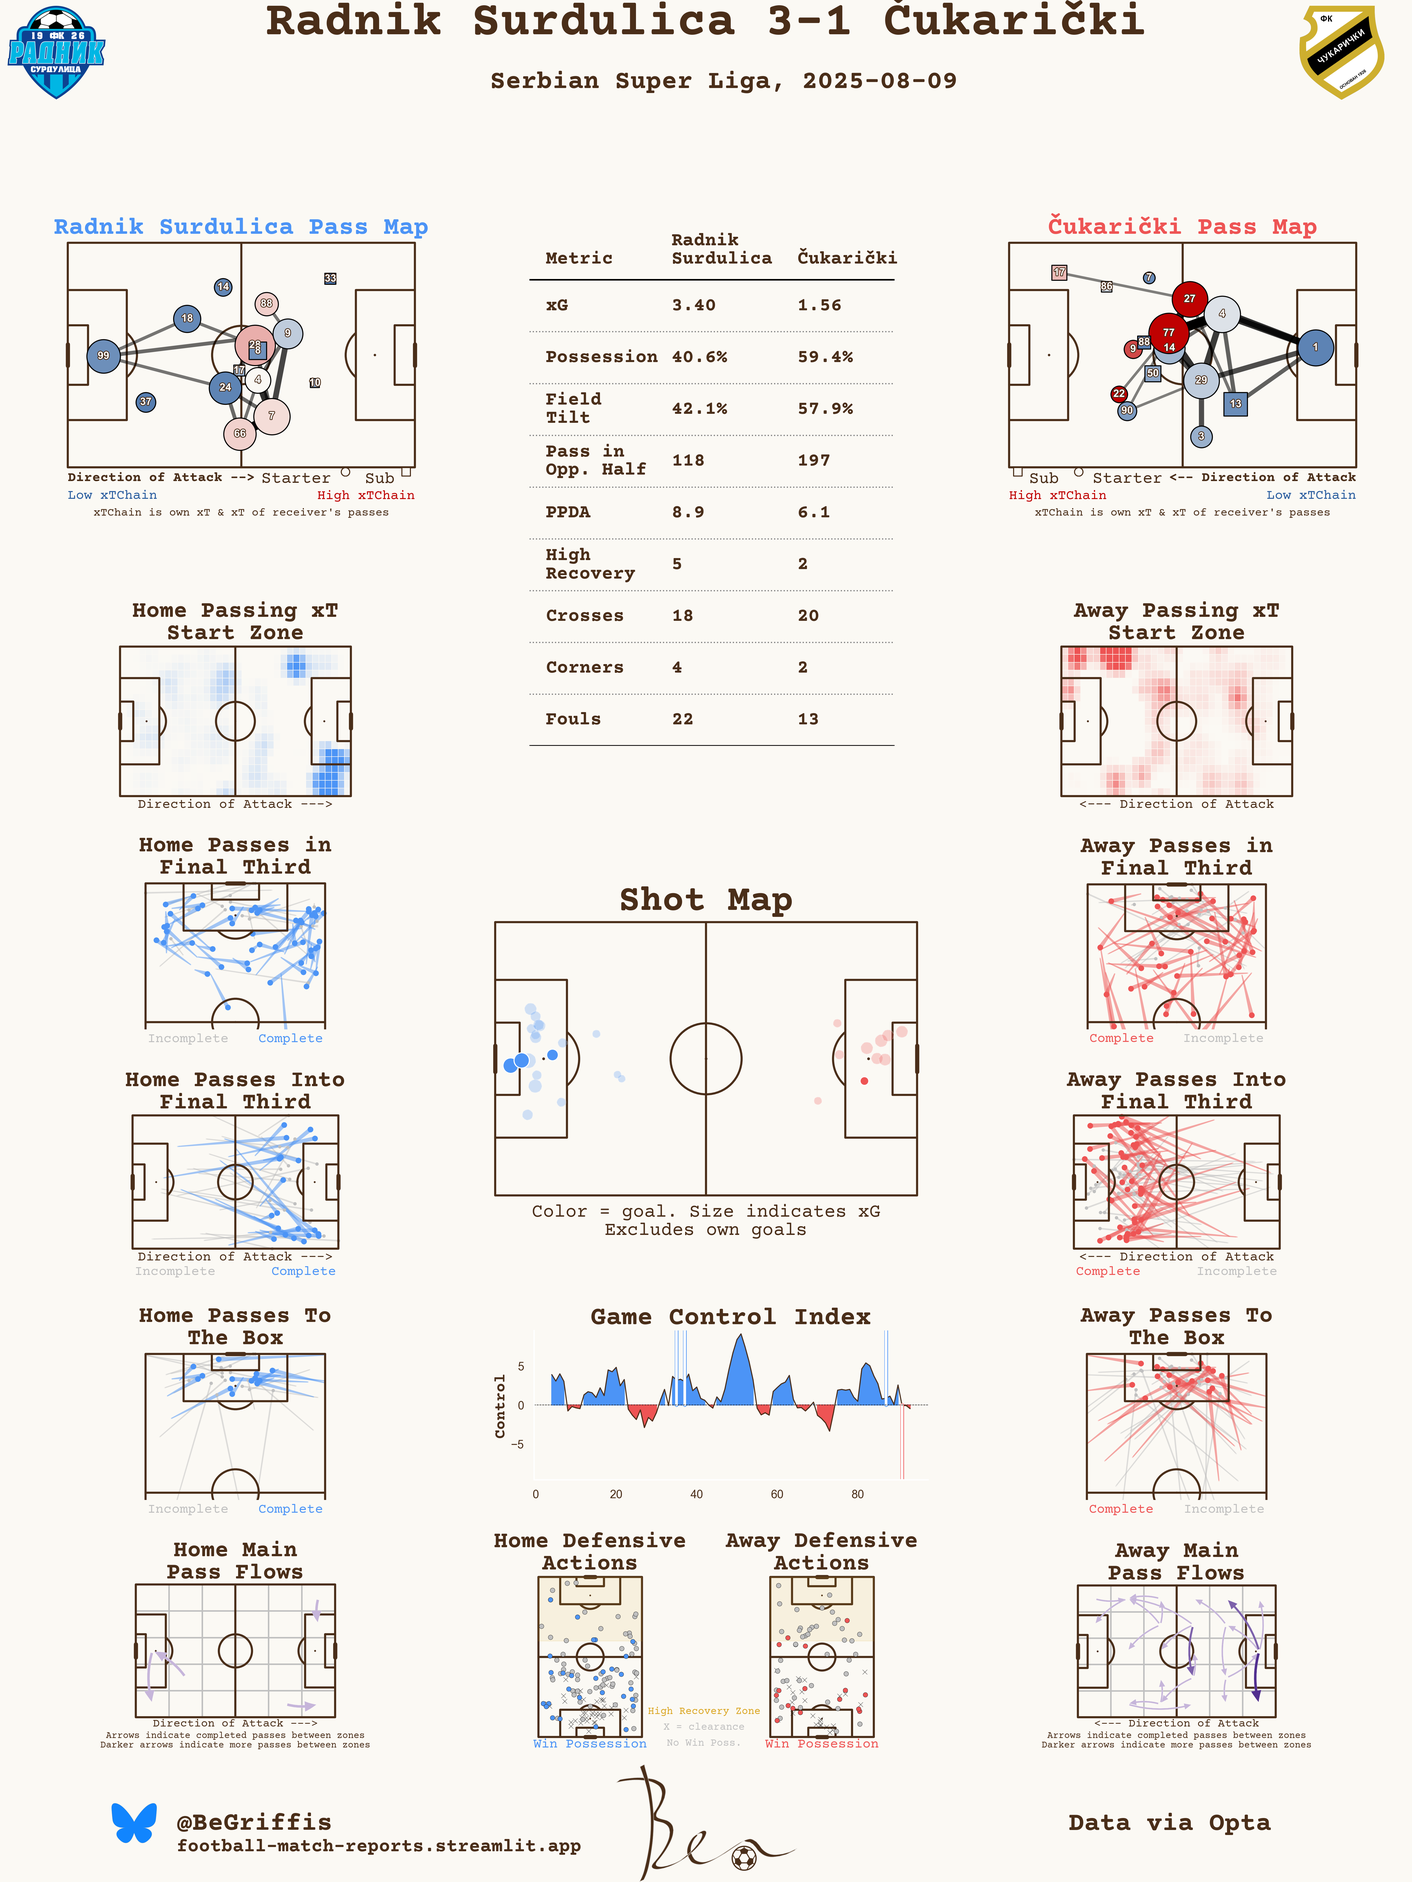 Radnik Surdulica 3-1 Čukarički
Serbian Super Liga, 2025-08-09
19 ФК 26
РАДНИК
СУРДУЛИЦА
ФК
ЧУКАРИЧКИ
ОСНОВАН 1926
Radnik Surdulica Pass Map
14
33
88
18
9
28
8
99
17
4
10
24
37
7
66
Direction of Attack --> Starter Sub
Low xTChain High xTChain
xTChain is own xT & xT of receiver's passes
Metric Radnik Surdulica Čukarički
xG 3.40 1.56
Possession 40.6% 59.4%
Field Tilt 42.1% 57.9%
Pass in Opp. Half 118 197
PPDA 8.9 6.1
High Recovery 5 2
Crosses 18 20
Corners 4 2
Fouls 22 13
Čukarički Pass Map
17
7
86
27
4
77
88
9
14
1
50
29
22
13
90
3
Sub Starter <-- Direction of Attack
High xTChain Low xTChain
xTChain is own xT & xT of receiver's passes
Home Passing xT
Start Zone
Direction of Attack --->
Away Passing xT
Start Zone
<--- Direction of Attack
Home Passes in
Final Third
Incomplete Complete
Away Passes in
Final Third
Complete Incomplete
Shot Map
Color = goal. Size indicates xG
Excludes own goals
Home Passes Into
Final Third
Direction of Attack --->
Incomplete Complete
Away Passes Into
Final Third
<--- Direction of Attack
Complete Incomplete
Home Passes To
The Box
Incomplete Complete
Game Control Index
Control
5
0
−5
0 20 40 60 80
Away Passes To
The Box
Complete Incomplete
Home Main
Pass Flows
Direction of Attack --->
Arrows indicate completed passes between zones
Darker arrows indicate more passes between zones
Home Defensive
Actions
Win Possession
High Recovery Zone
X = clearance
No Win Poss.
Away Defensive
Actions
Win Possession
Away Main
Pass Flows
<--- Direction of Attack
Arrows indicate completed passes between zones
Darker arrows indicate more passes between zones
@BeGriffis
football-match-reports.streamlit.app
Ben
Data via Opta